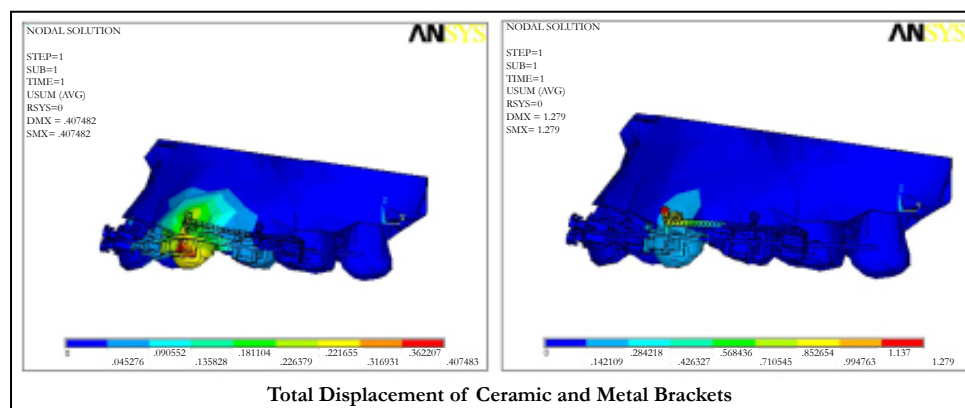 NODAL SOLUTION
ANSYS
STEP=1
SUB=1
TIME=1
USUM (AVG)
RSYS=0
DMX = .407482
SMX= .407482
0 .090552 .181104 .221655 .362207
.045276 .135828 .226379 .316931 .407483
NODAL SOLUTION
ANSYS
STEP=1
SUB=1
TIME=1
USUM (AVG)
RSYS=0
DMX = 1.279
SMX= 1.279
0 .284218 .568436 .852654 1.137
.142109 .426327 .710545 .994763 1.279
Total Displacement of Ceramic and Metal Brackets